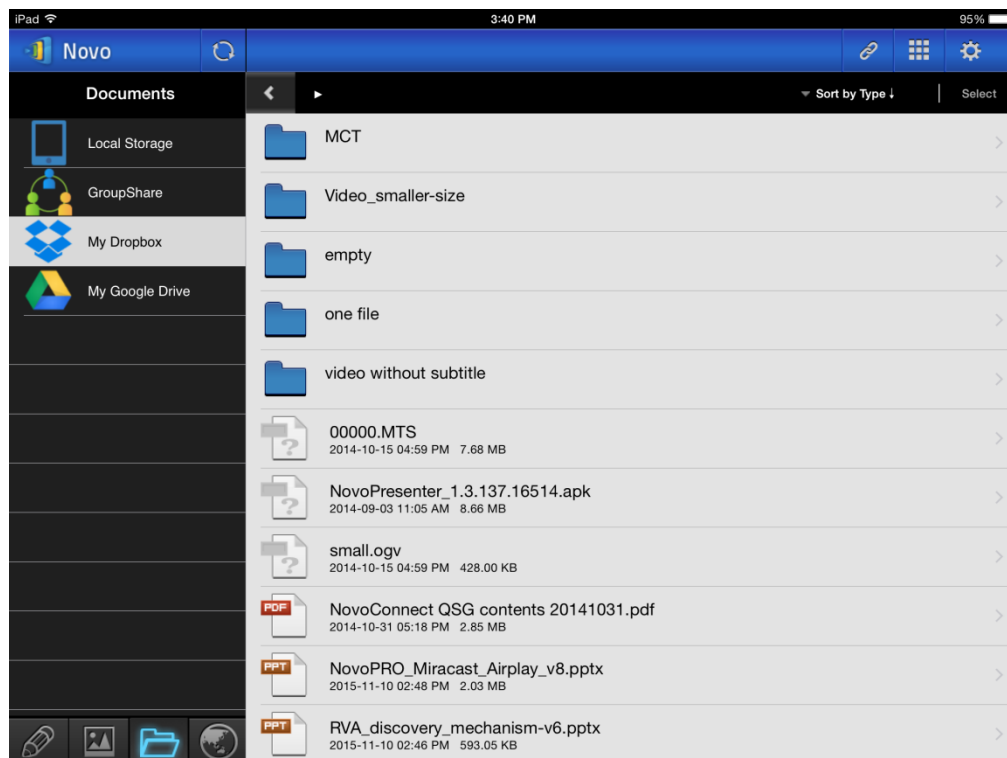 iPad 3:40 PM 95%
Novo
Documents Sort by Type ↓ Select
Local Storage
GroupShare
My Dropbox
My Google Drive
MCT
Video_smaller-size
empty
one file
video without subtitle
00000.MTS
2014-10-15 04:59 PM 7.68 MB
NovoPresenter_1.3.137.16514.apk
2014-09-03 11:05 AM 8.66 MB
small.ogv
2014-10-15 04:59 PM 428.00 KB
PDF NovoConnect QSG contents 20141031.pdf
2014-10-31 05:18 PM 2.85 MB
PPT NovoPRO_Miracast_Airplay_v8.pptx
2015-11-10 02:48 PM 2.03 MB
PPT RVA_discovery_mechanism-v6.pptx
2015-11-10 02:46 PM 593.05 KB